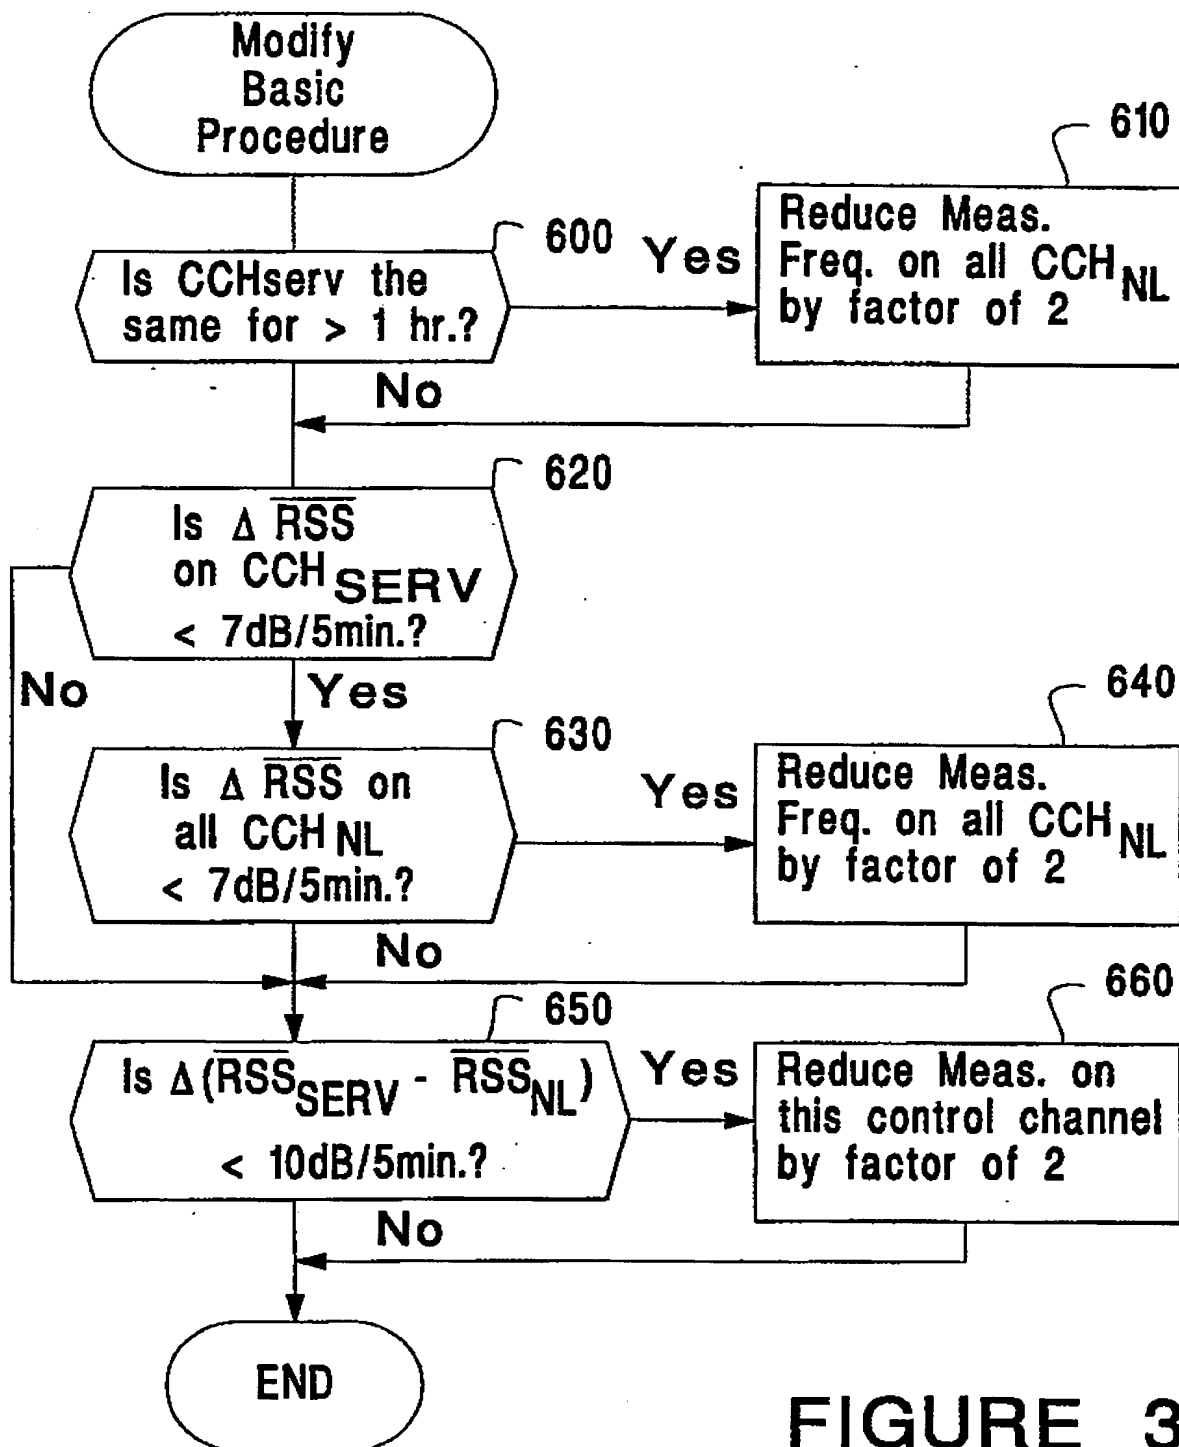 Modify
Basic
Procedure
610
600
Is CCHserv the
same for > 1 hr.?
Yes
Reduce Meas.
Freq. on all CCH NL
by factor of 2
No
620
Is Δ R̅S̅S̅
on CCH SERV
< 7dB/5min.?
No
Yes
630
640
Is Δ R̅S̅S̅ on
all CCH NL
< 7dB/5min.?
Yes
Reduce Meas.
Freq. on all CCH NL
by factor of 2
No
650
660
Is Δ(R̅S̅S̅ SERV - R̅S̅S̅ NL)
< 10dB/5min.?
Yes
Reduce Meas. on
this control channel
by factor of 2
No
END
FIGURE 3